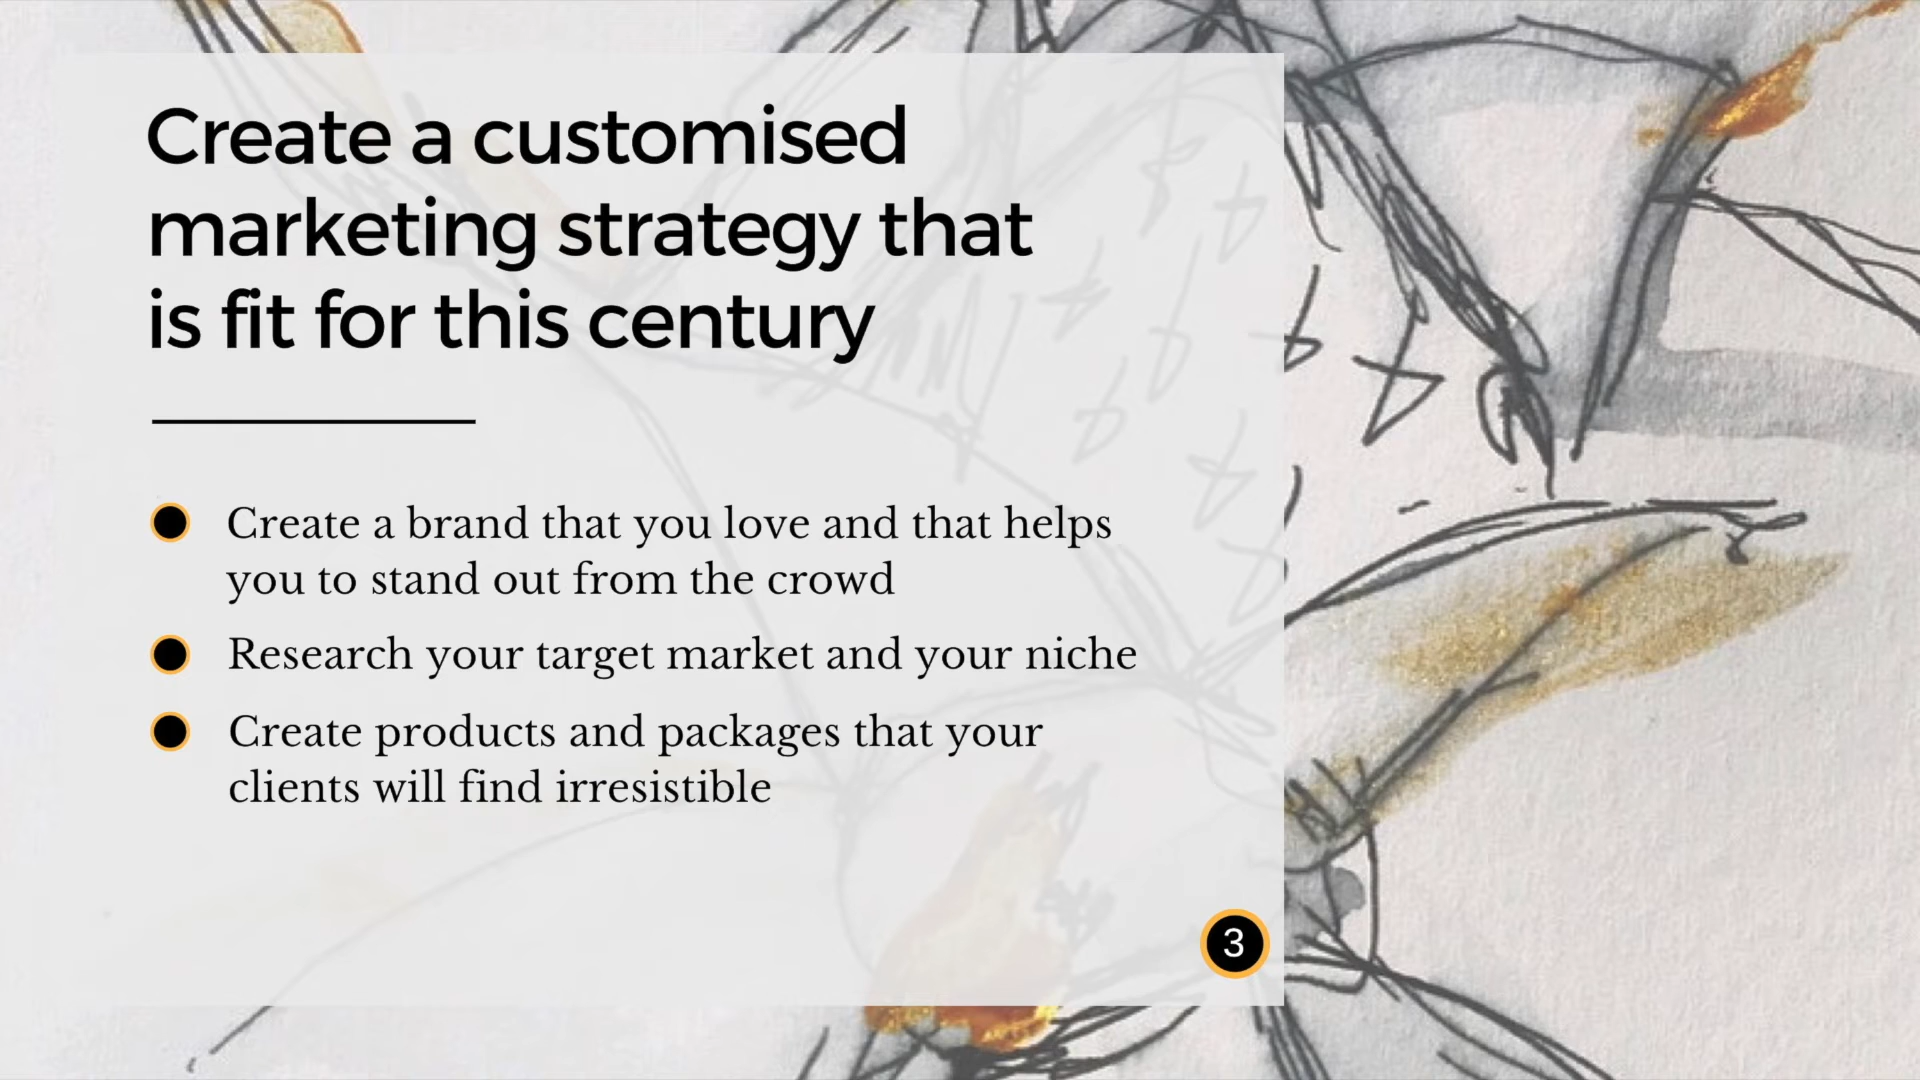 Create a customised
marketing strategy that
is fit for this century
Create a brand that you love and that helps
you to stand out from the crowd
Research your target market and your niche
Create products and packages that your
clients will find irresistible
3